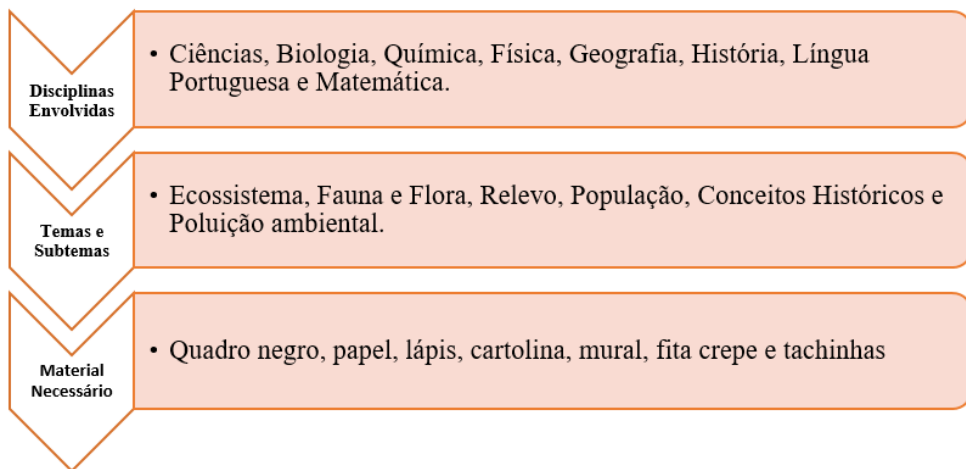 Disciplinas
Envolvidas
• Ciências, Biologia, Química, Física, Geografia, História, Língua
Portuguesa e Matemática.
Temas e
Subtemas
• Ecossistema, Fauna e Flora, Relevo, População, Conceitos Históricos e
Poluição ambiental.
Material
Necessário
• Quadro negro, papel, lápis, cartolina, mural, fita crepe e tachinhas